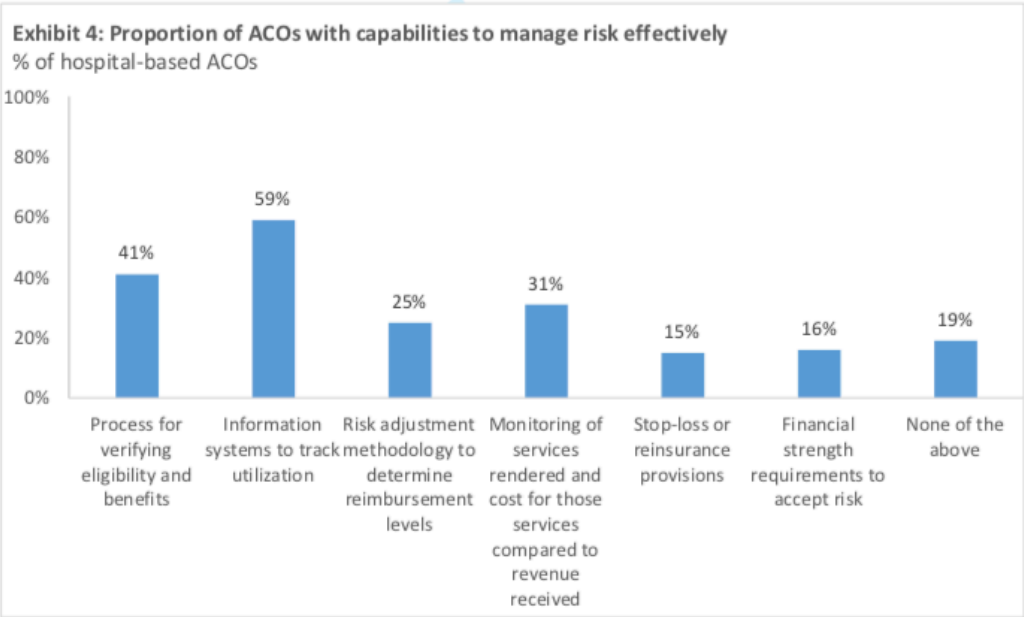 Exhibit 4: Proportion of ACOs with capabilities to manage risk effectively
% of hospital-based ACOs
100%
80%
60%
40%
20%
0%
41%
59%
25%
31%
15%
16%
19%
Process for
verifying
eligibility and
benefits
Information
systems to track
utilization
Risk adjustment
methodology to
determine
reimbursement
levels
Monitoring of
services
rendered and
cost for those
services
compared to
revenue
received
Stop-loss or
reinsurance
provisions
Financial
strength
requirements to
accept risk
None of the
above